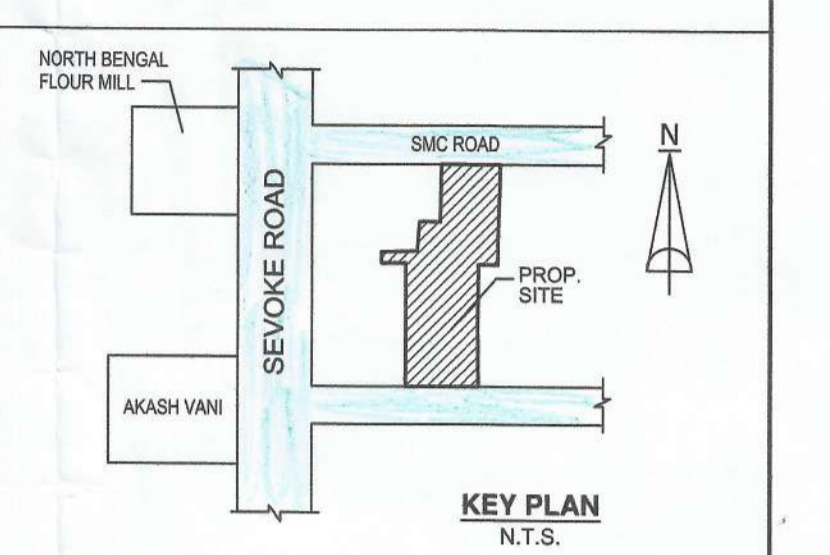 NORTH BENGAL
FLOUR MILL
SMC ROAD
N
SEVOKE ROAD
PROP.
SITE
AKASH VANI
KEY PLAN
N.T.S.